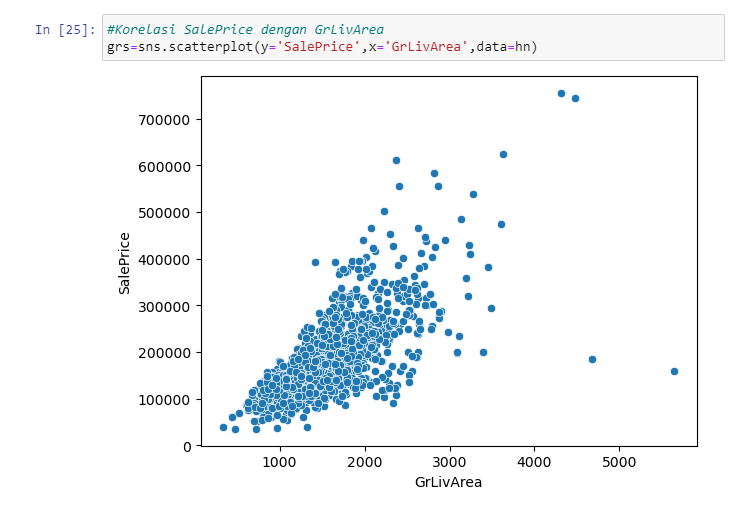 In [25]: #Korelasi SalePrice dengan GrLivArea
grs=sns.scatterplot(y='SalePrice',x='GrLivArea',data=hn)
700000
600000
500000
400000
300000
200000
100000
0
SalePrice
1000 2000 3000 4000 5000
GrLivArea